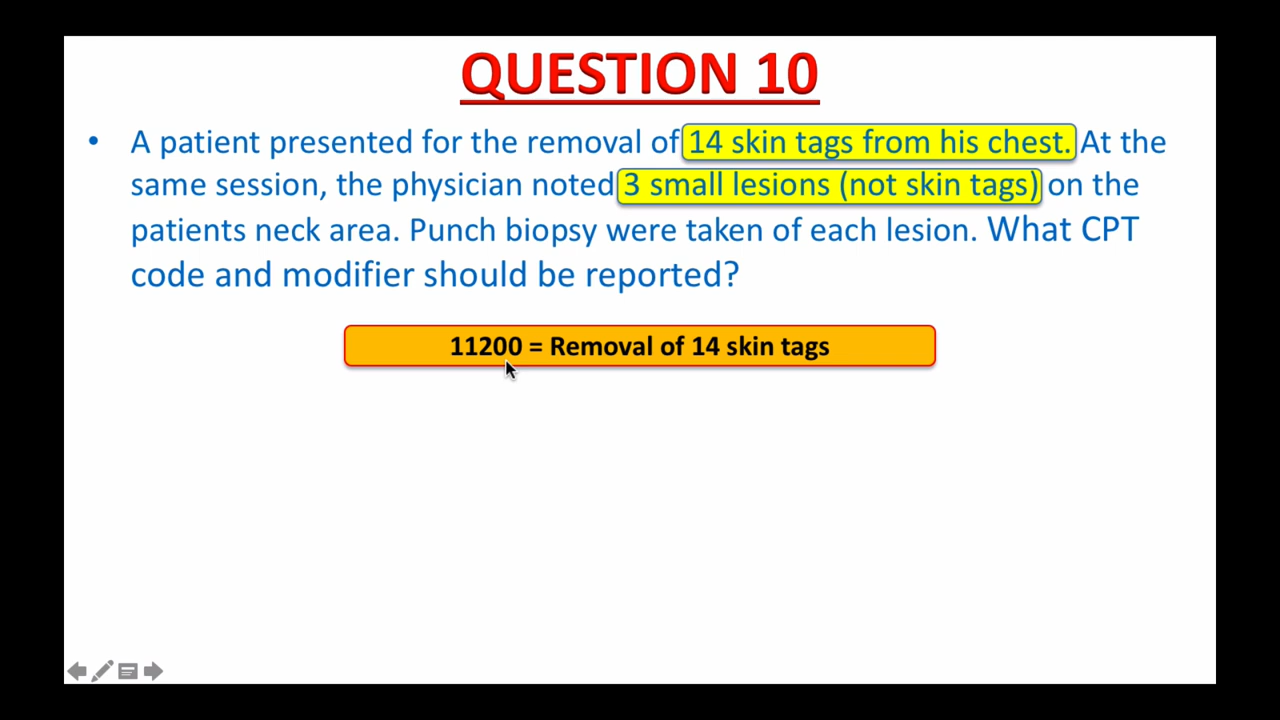 QUESTION 10
• A patient presented for the removal of 14 skin tags from his chest. At the
same session, the physician noted 3 small lesions (not skin tags) on the
patients neck area. Punch biopsy were taken of each lesion. What CPT
code and modifier should be reported?
11200 = Removal of 14 skin tags